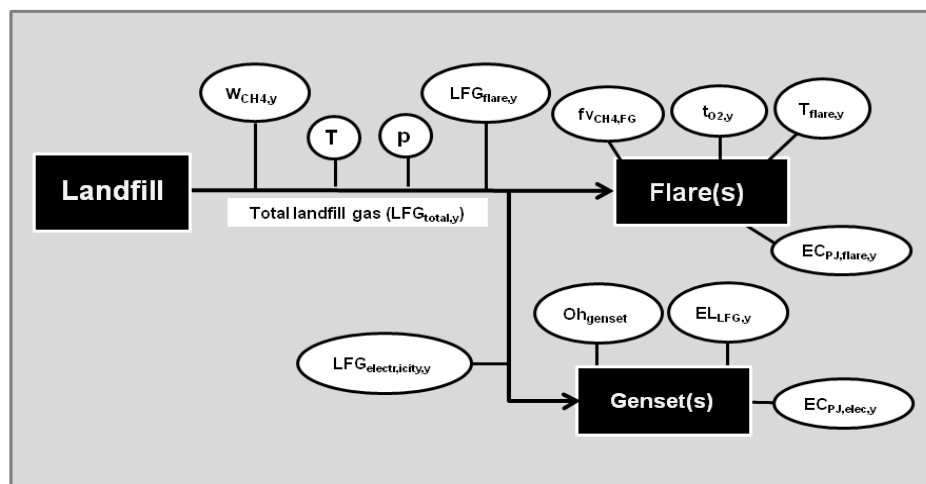 w_CH4,y
LFG_flare,y
T
p
fv_CH4,FG
t_O2,y
T_flare,y
Landfill
Total landfill gas (LFG_total,y)
Flare(s)
EC_PJ,flare,y
Oh_genset
EL_LFG,y
LFG_electr,icity,y
Genset(s)
EC_PJ,elec,y